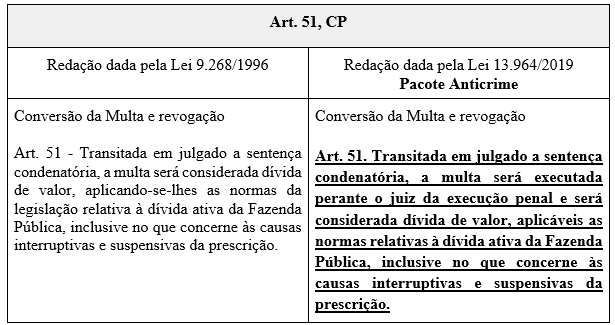 Art. 51, CP
Redação dada pela Lei 9.268/1996
Redação dada pela Lei 13.964/2019
Pacote Anticrime
Conversão da Multa e revogação
Art. 51 - Transitada em julgado a sentença
condenatória, a multa será considerada dívida
de valor, aplicando-se-lhes as normas da
legislação relativa à dívida ativa da Fazenda
Pública, inclusive no que concerne às causas
interruptivas e suspensivas da prescrição.
Conversão da Multa e revogação
Art. 51. Transitada em julgado a sentença
condenatória, a multa será executada
perante o juiz da execução penal e será
considerada dívida de valor, aplicáveis as
normas relativas à dívida ativa da Fazenda
Pública, inclusive no que concerne às
causas interruptivas e suspensivas da
prescrição.